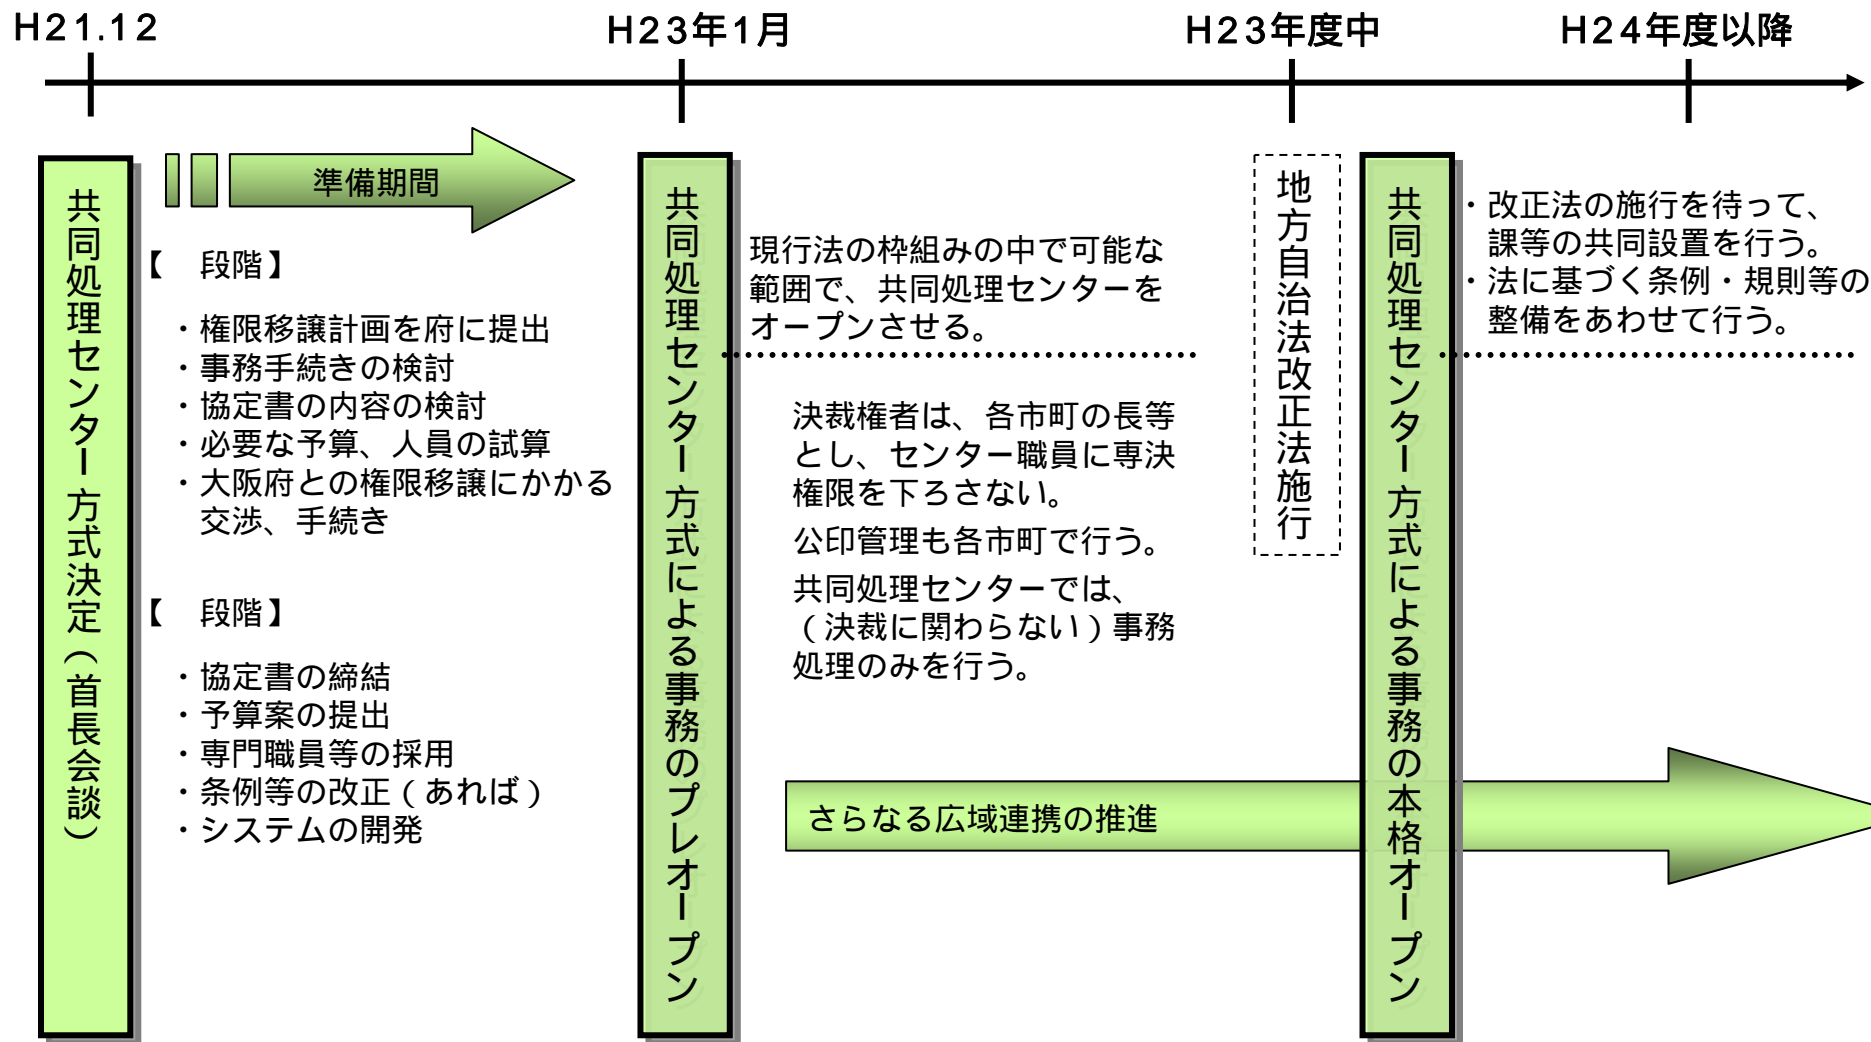 H21.12
H23年1月
H23年度中
H24年度以降
共同処理センター方式決定(首長会談)
準備期間
【　段階】
・権限移譲計画を府に提出
・事務手続きの検討
・協定書の内容の検討
・必要な予算、人員の試算
・大阪府との権限移譲にかかる
交渉、手続き
【　段階】
・協定書の締結
・予算案の提出
・専門職員等の採用
・条例等の改正(あれば)
・システムの開発
共同処理センター方式による事務のプレオープン
現行法の枠組みの中で可能な
範囲で、共同処理センターを
オープンさせる。
決裁権者は、各市町の長等
とし、センター職員に専決
権限を下ろさない。
公印管理も各市町で行う。
共同処理センターでは、
(決裁に関わらない)事務
処理のみを行う。
さらなる広域連携の推進
地方自治法改正法施行
共同処理センター方式による事務の本格オープン
・改正法の施行を待って、
課等の共同設置を行う。
・法に基づく条例・規則等の
整備をあわせて行う。